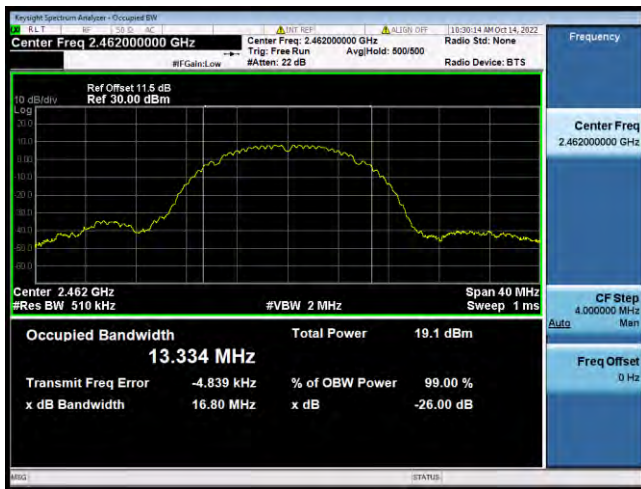 Keysight Spectrum Analyzer - Occupied BW
RLT RF 50 Ω AC INT REF ALIGN OFF 10:30:14 AM Oct 14, 2022
Center Freq 2.462000000 GHz Center Freq: 2.462000000 GHz Radio Std: None
Trig: Free Run Avg|Hold: 500/500
#IFGain:Low #Atten: 22 dB Radio Device: BTS
Ref Offset 11.5 dB
10 dB/div Ref 30.00 dBm
Log
20.0
10.0
0.00
-10.0
-20.0
-30.0
-40.0
-50.0
-60.0
Center 2.462 GHz Span 40 MHz
#Res BW 510 kHz #VBW 2 MHz Sweep 1 ms
Occupied Bandwidth Total Power 19.1 dBm
13.334 MHz
Transmit Freq Error -4.839 kHz % of OBW Power 99.00 %
x dB Bandwidth 16.80 MHz x dB -26.00 dB
MSG STATUS
Frequency
Center Freq
2.462000000 GHz
CF Step
4.000000 MHz
Auto Man
Freq Offset
0 Hz